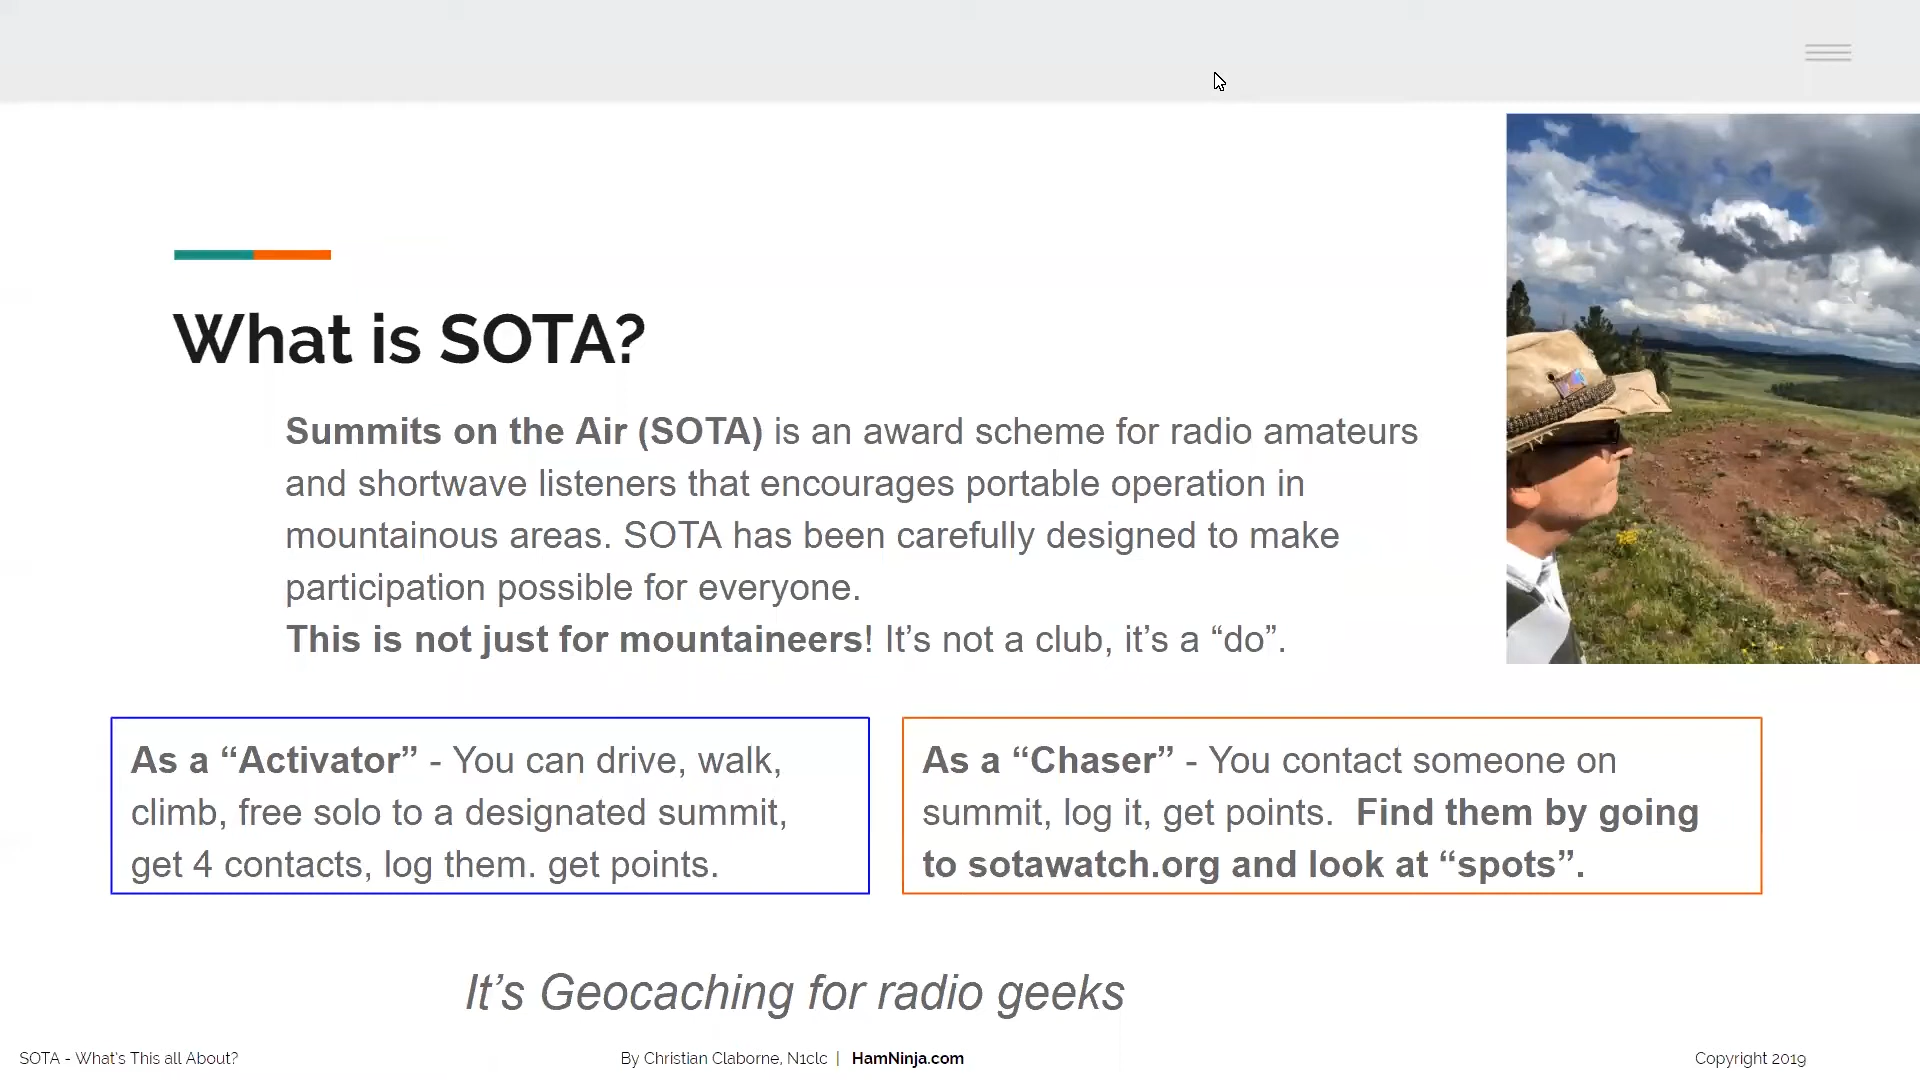 What is SOTA?
Summits on the Air (SOTA) is an award scheme for radio amateurs
and shortwave listeners that encourages portable operation in
mountainous areas. SOTA has been carefully designed to make
participation possible for everyone.
This is not just for mountaineers! It’s not a club, it’s a “do”.
As a “Activator” - You can drive, walk,
climb, free solo to a designated summit,
get 4 contacts, log them. get points.
As a “Chaser” - You contact someone on
summit, log it, get points. Find them by going
to sotawatch.org and look at “spots”.
It’s Geocaching for radio geeks
SOTA - What's This all About?
By Christian Claborne, N1clc | HamNinja.com
Copyright 2019